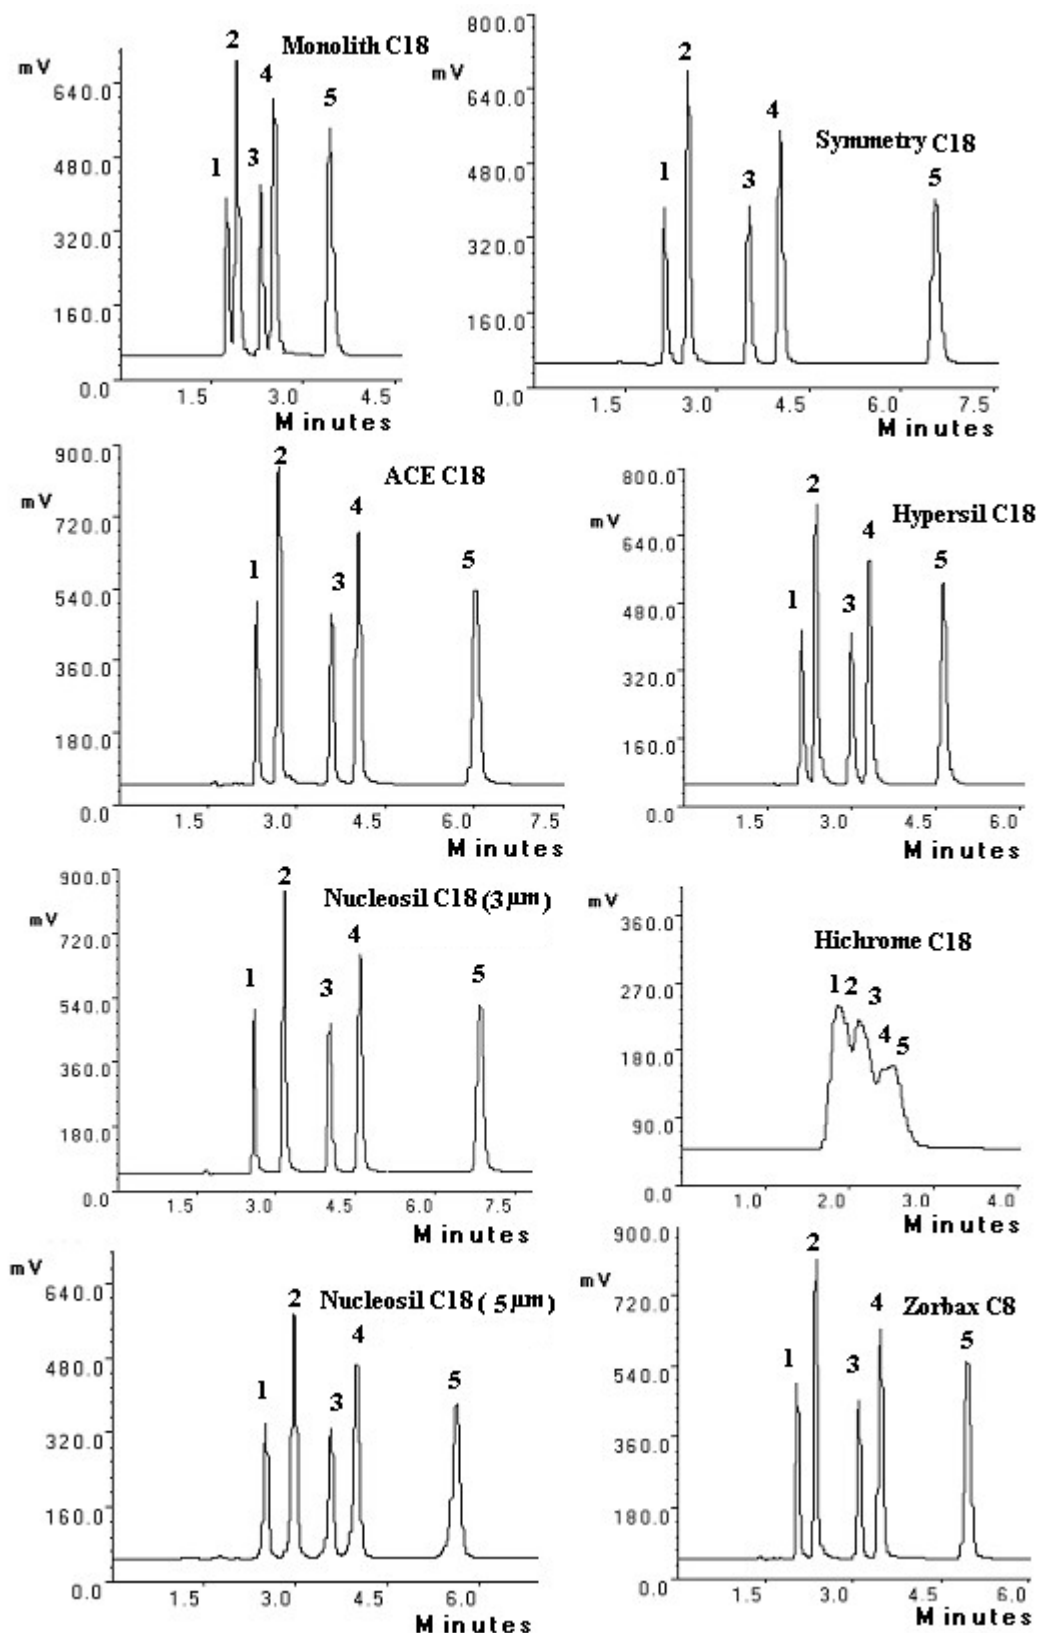 Monolith C18
mV
640.0
480.0
320.0
160.0
0.0
1 2 3 4 5
1.5 3.0 4.5
Minutes
Symmetry C18
mV
800.0
640.0
480.0
320.0
160.0
0.0
1 2 3 4 5
1.5 3.0 4.5 6.0 7.5
Minutes
ACE C18
mV
900.0
720.0
540.0
360.0
180.0
0.0
1 2 3 4 5
1.5 3.0 4.5 6.0 7.5
Minutes
Hypersil C18
mV
800.0
640.0
480.0
320.0
160.0
0.0
1 2 3 4 5
1.5 3.0 4.5 6.0
Minutes
Nucleosil C18 (3 µm)
mV
900.0
720.0
540.0
360.0
180.0
0.0
1 2 3 4 5
1.5 3.0 4.5 6.0 7.5
Minutes
Hichrome C18
mV
360.0
270.0
180.0
90.0
0.0
1 2 3 4 5
1.0 2.0 3.0 4.0
Minutes
Nucleosil C18 ( 5 µm)
mV
640.0
480.0
320.0
160.0
0.0
1 2 3 4 5
1.5 3.0 4.5 6.0
Minutes
Zorbax C8
mV
900.0
720.0
540.0
360.0
180.0
0.0
1 2 3 4 5
1.5 3.0 4.5 6.0
Minutes